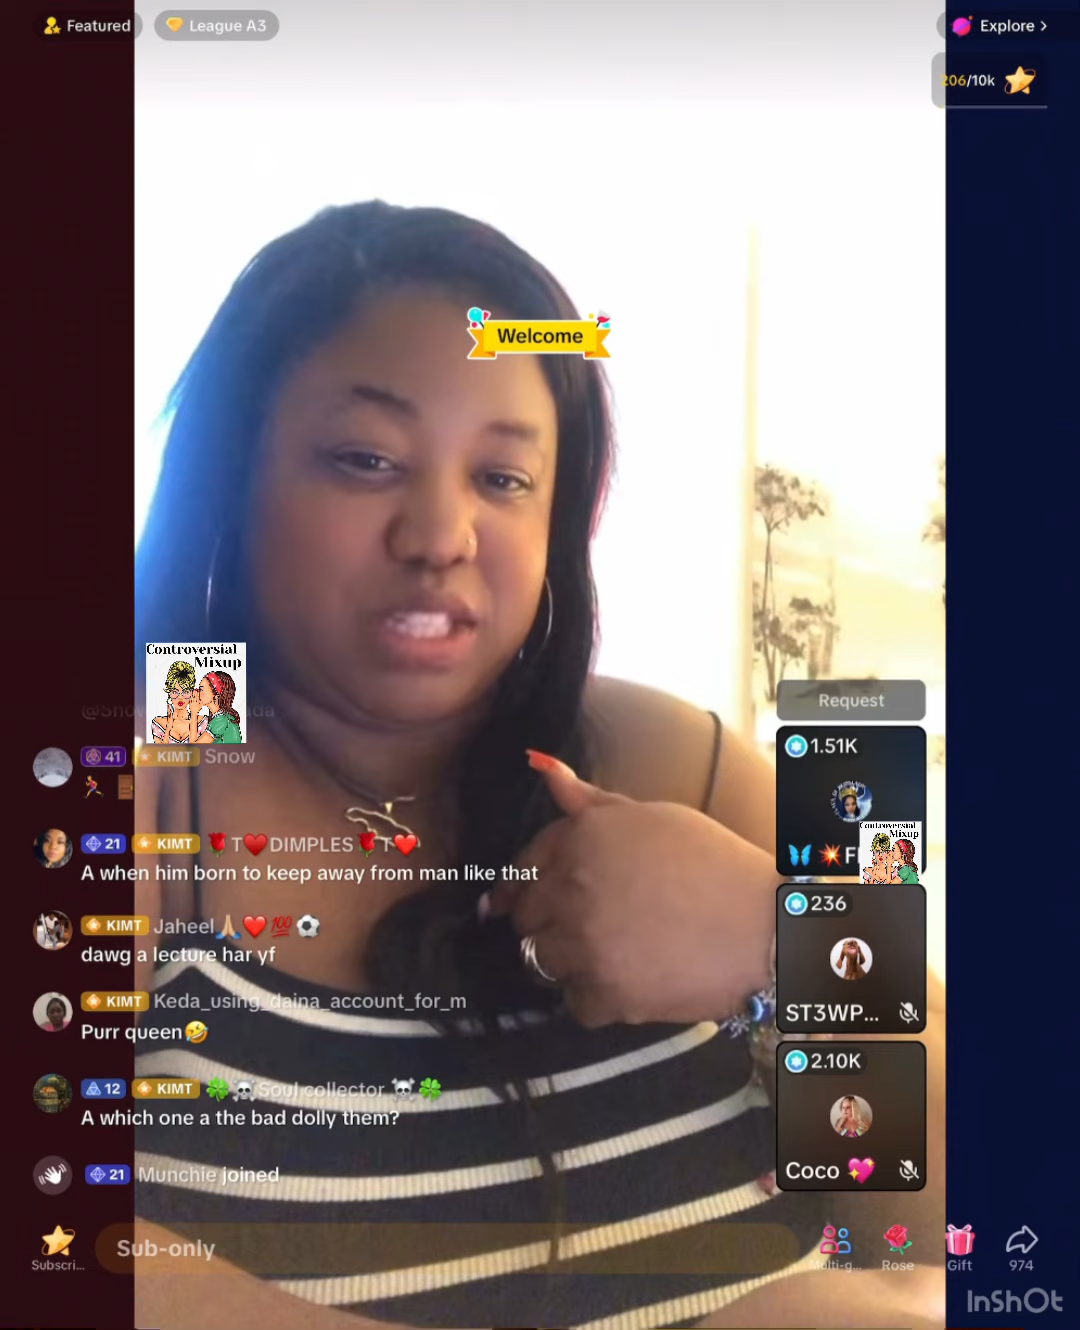 Featured
League A3
Explore >
206/10k
Welcome
Controversial
Mixup
Request
41 KIMT Snow
1.51K
21 KIMT T DIMPLES T
A when him born to keep away from man like that
Controversial
Mixup
236
KIMT Jaheel 💯
dawg a lecture har yf
ST3WP...
KIMT Keda_using_daina_account_for_m
Purr queen
2.10K
12 KIMT Soul collector
A which one a the bad dolly them?
Coco
21 Munchie joined
Sub-only
Subscri...
Multi-g...
Rose
Gift
974
InShOt